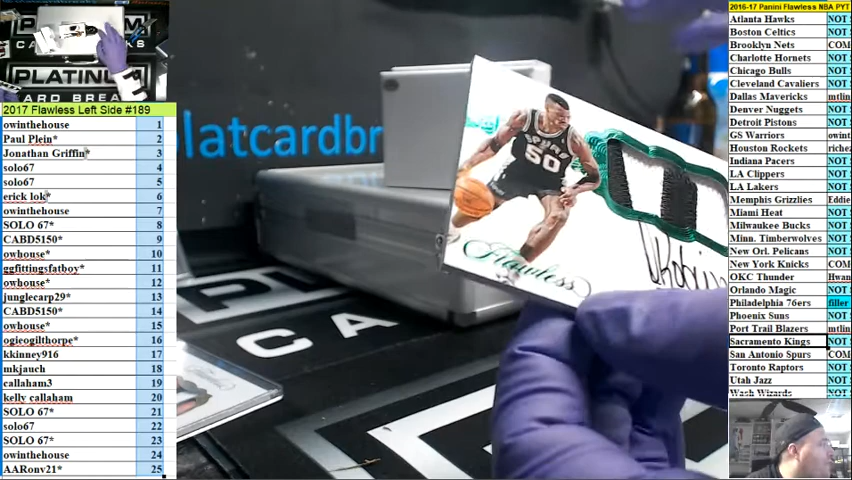 2017 Flawless Left Side #189
owinthehouse 1
Paul Plein* 2
Jonathan Griffin* 3
solo67 4
solo67 5
erick lok* 6
owinthehouse 7
SOLO 67* 8
CABD5150* 9
owhouse* 10
ggfittingsfatboy* 11
owhouse* 12
junglecarp29* 13
CABD5150* 14
owhouse* 15
ogieogilthorpe* 16
kkinney916 17
mkjauch 18
callaham3 19
kelly callaham 20
SOLO 67* 21
solo67 22
SOLO 67* 23
owinthehouse 24
AARonv21* 25
PLATINUM
CARD BREAK
platcardbr
CA
SPURS
50
Flawless
2016-17 Panini Flawless NBA PYT
Atlanta Hawks NOT
Boston Celtics NOT
Brooklyn Nets COM
Charlotte Hornets NOT
Chicago Bulls NOT
Cleveland Cavaliers NOT
Dallas Mavericks mtlin
Denver Nuggets NOT
Detroit Pistons NOT
GS Warriors owint
Houston Rockets riche
Indiana Pacers NOT
LA Clippers NOT
LA Lakers NOT
Memphis Grizzlies Eddie
Miami Heat NOT
Milwaukee Bucks NOT
Minn. Timberwolves NOT
New Orl. Pelicans NOT
New York Knicks COM
OKC Thunder Hwan
Orlando Magic NOT
Philadelphia 76ers filler
Phoenix Suns NOT
Port Trail Blazers mtlin
Sacramento Kings NOT
San Antonio Spurs COM
Toronto Raptors NOT
Utah Jazz NOT
Wash Wizards NOT